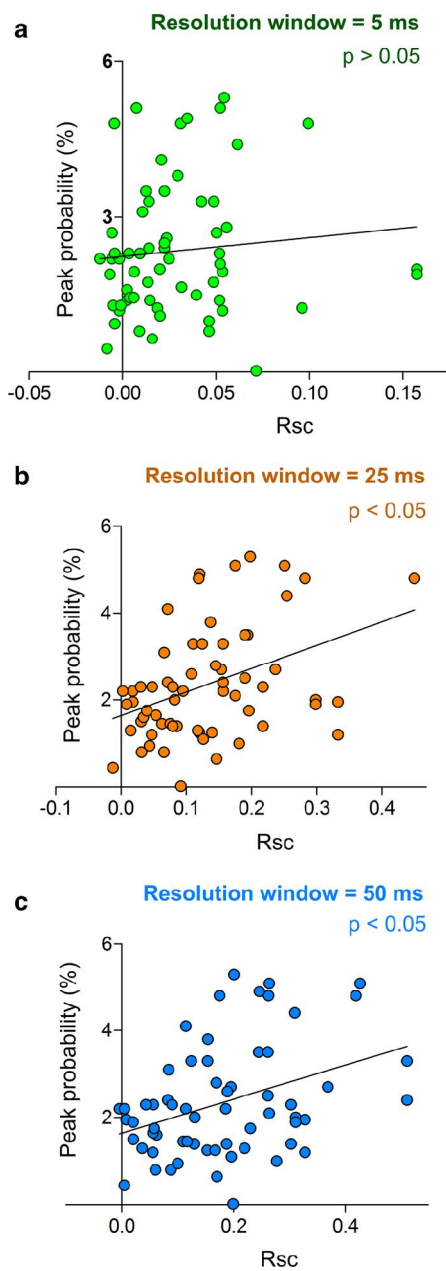 a
Resolution window = 5 ms
p > 0.05
6
3
Peak probability (%)
-0.05 0.00 0.05 0.10 0.15
Rsc
b
Resolution window = 25 ms
p < 0.05
6
4
2
Peak probability (%)
-0.1 0.0 0.1 0.2 0.3 0.4
Rsc
c
Resolution window = 50 ms
p < 0.05
6
4
2
Peak probability (%)
0.0 0.2 0.4
Rsc